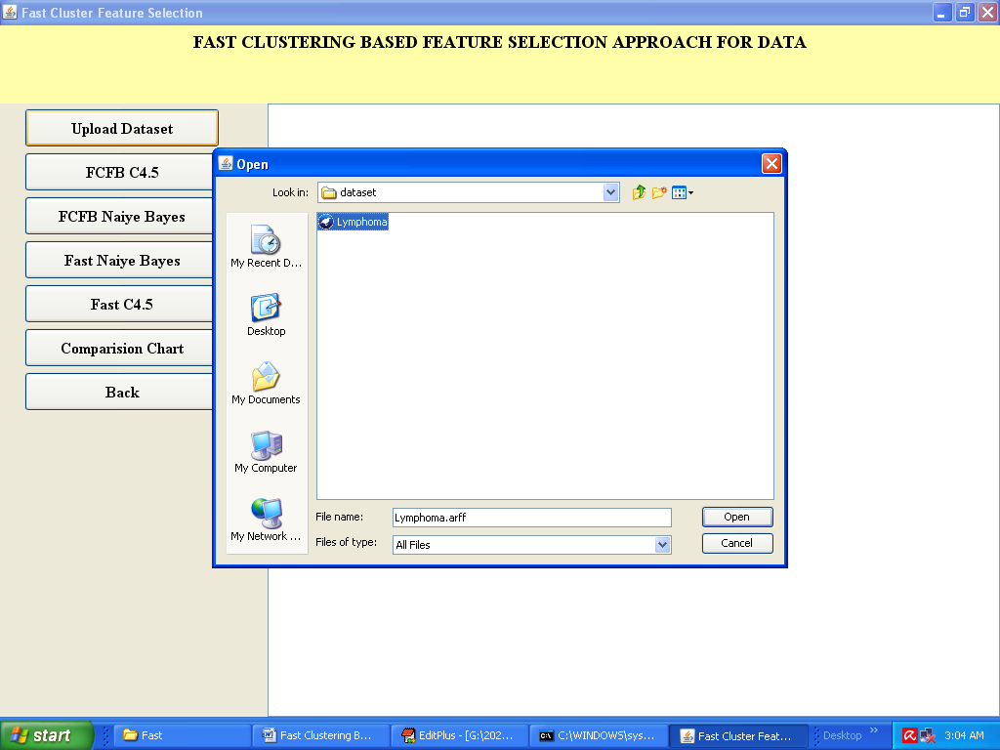 Fast Cluster Feature Selection
FAST CLUSTERING BASED FEATURE SELECTION APPROACH FOR DATA
Upload Dataset
FCFB C4.5
FCFB Naiye Bayes
Fast Naiye Bayes
Fast C4.5
Comparision Chart
Back
Open
Look in: dataset
Lymphoma
My Recent D...
Desktop
My Documents
My Computer
My Network ...
File name: Lymphoma.arff
Open
Files of type: All Files
Cancel
start
Fast
Fast Clustering B...
EditPlus - [G:\202...
C:\WINDOWS\sys...
Fast Cluster Feat...
Desktop »
3:04 AM